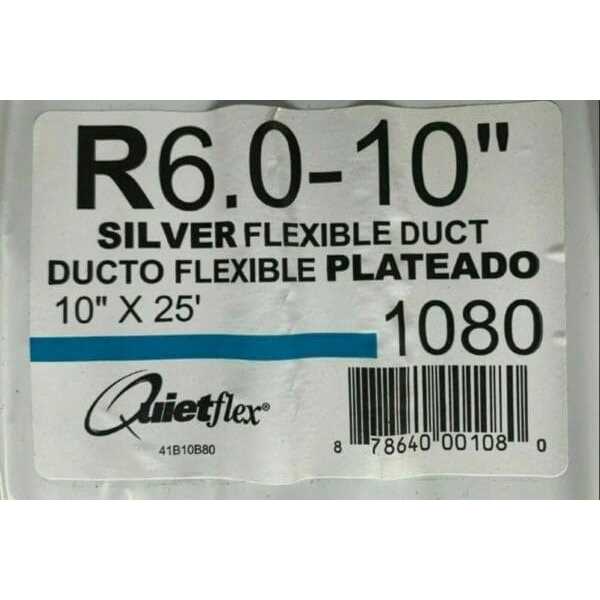 R6.0-10"
SILVER FLEXIBLE DUCT
DUCTO FLEXIBLE PLATEADO
10" X 25'
1080
Quietflex®
41B10B80
8 78640 00108 0